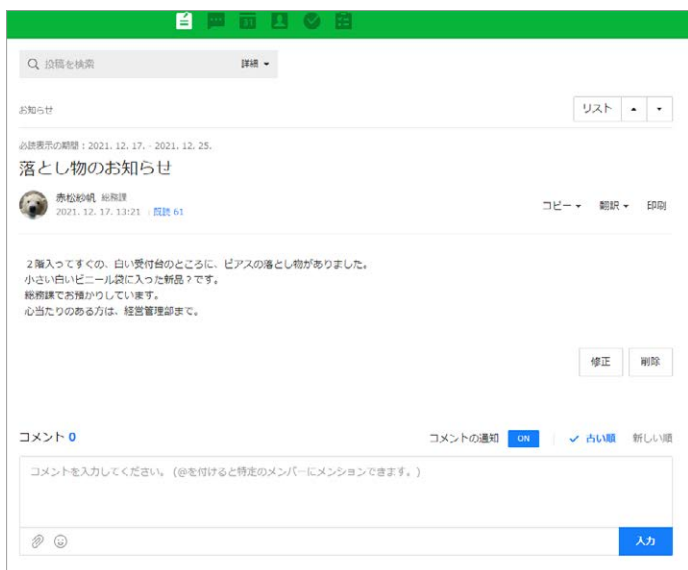 31
投稿を検索 詳細
お知らせ リスト
必読表示の期間 : 2021. 12. 17. - 2021. 12. 25.
落とし物のお知らせ
赤松紗帆 総務課
2021. 12. 17. 13:21 既読 61
コピー 翻訳 印刷
2階入ってすぐの、白い受付台のところに、ピアスの落とし物がありました。
小さい白いビニール袋に入った新品?です。
総務課でお預かりしています。
心当たりのある方は、経営管理部まで。
修正 削除
コメント 0 コメントの通知 ON 古い順 新しい順
コメントを入力してください。 (@を付けると特定のメンバーにメンションできます。)
入力